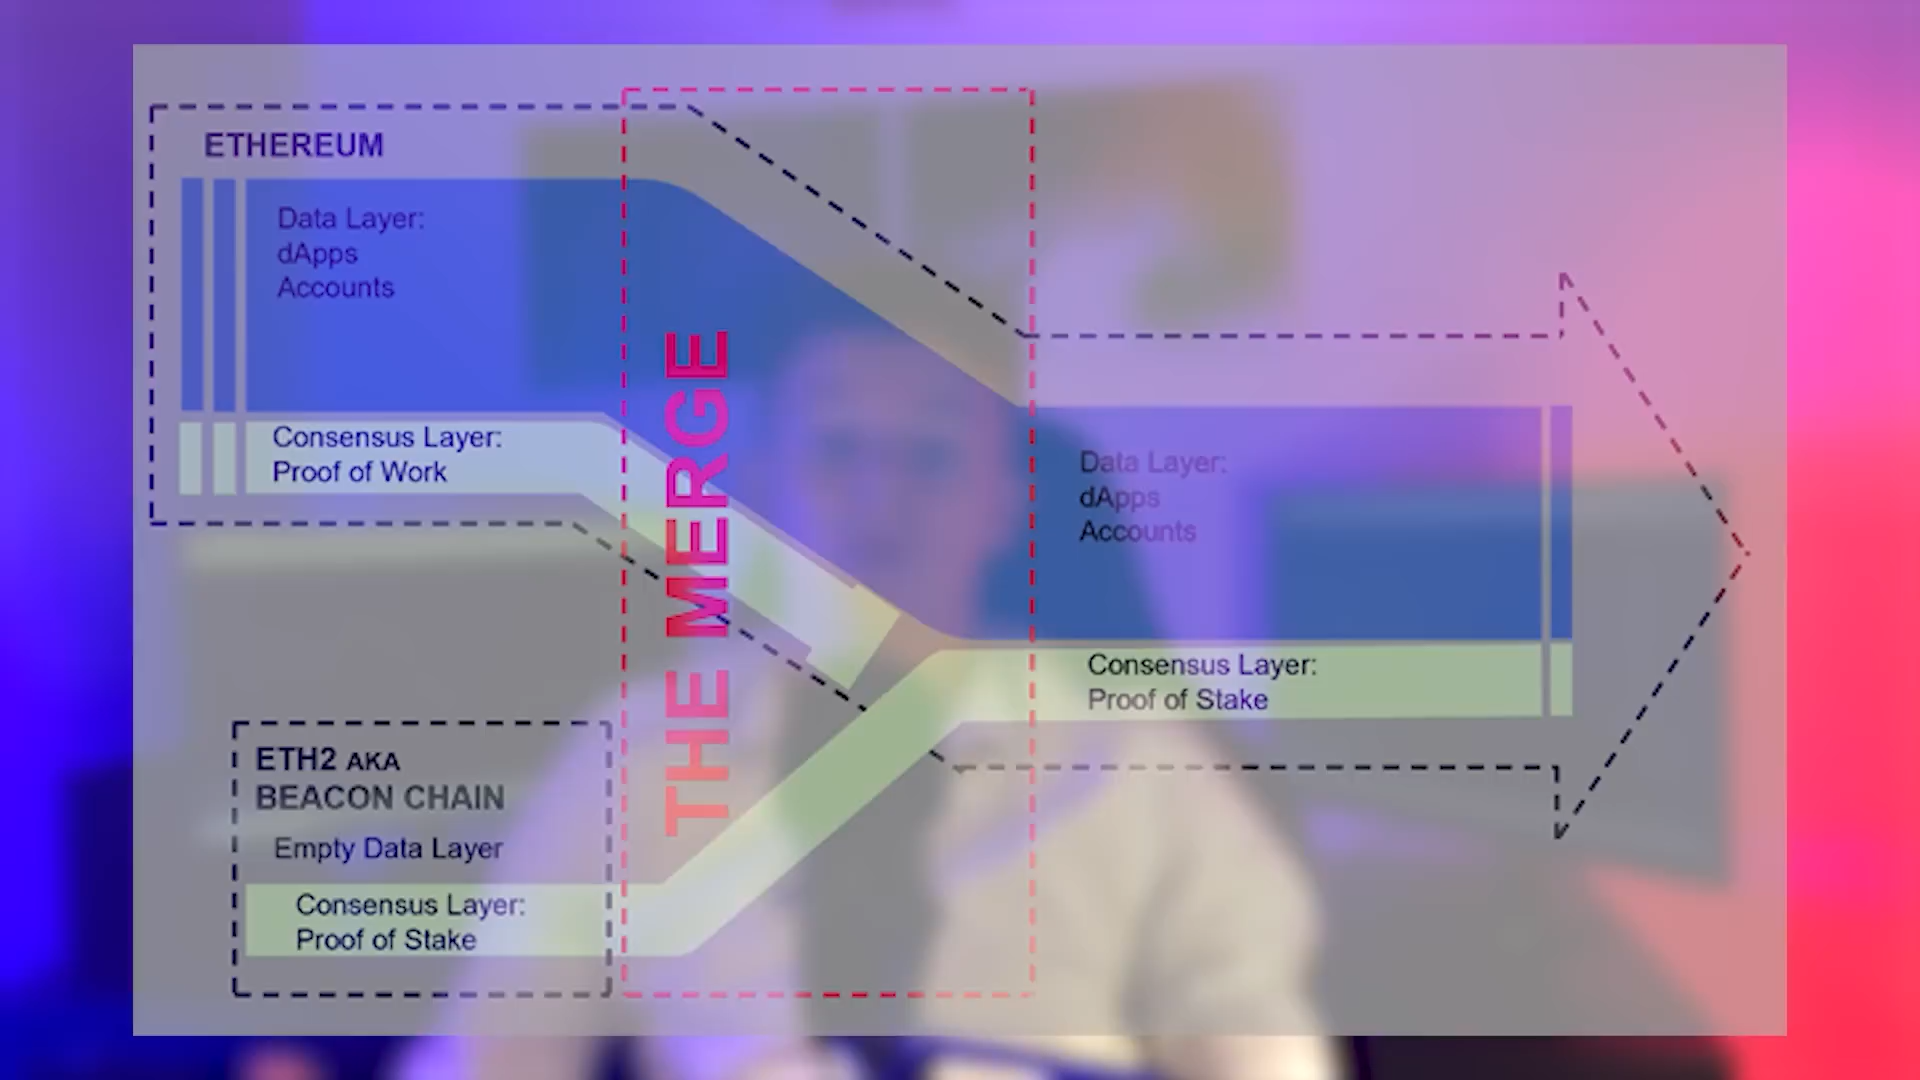 ETHEREUM
Data Layer:
dApps
Accounts
Consensus Layer:
Proof of Work
THE MERGE
Data Layer:
dApps
Accounts
Consensus Layer:
Proof of Stake
ETH2 AKA
BEACON CHAIN
Empty Data Layer
Consensus Layer:
Proof of Stake